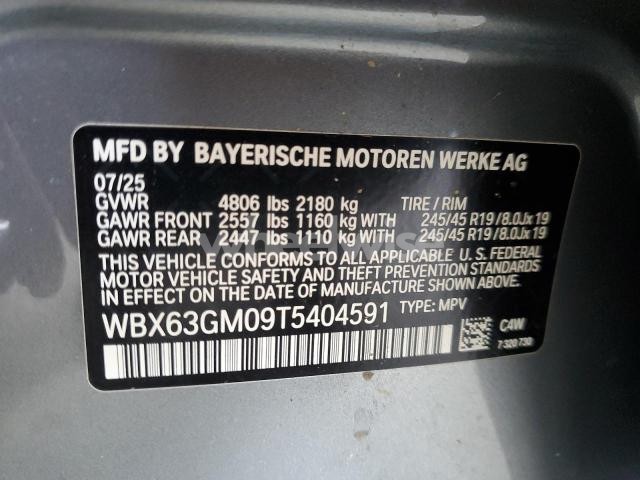 MFD BY BAYERISCHE MOTOREN WERKE AG
07/25
GVWR 4806 lbs 2180 kg TIRE / RIM
GAWR FRONT 2557 lbs 1160 kg WITH 245/45 R19 / 8.0Jx19
GAWR REAR 2447 lbs 1110 kg WITH 245/45 R19 / 8.0Jx19
THIS VEHICLE CONFORMS TO ALL APPLICABLE U.S. FEDERAL
MOTOR VEHICLE SAFETY AND THEFT PREVENTION STANDARDS
IN EFFECT ON THE DATE OF MANUFACTURE SHOWN ABOVE.
WBX63GM09T5404591 TYPE: MPV
C4W
7 320 730